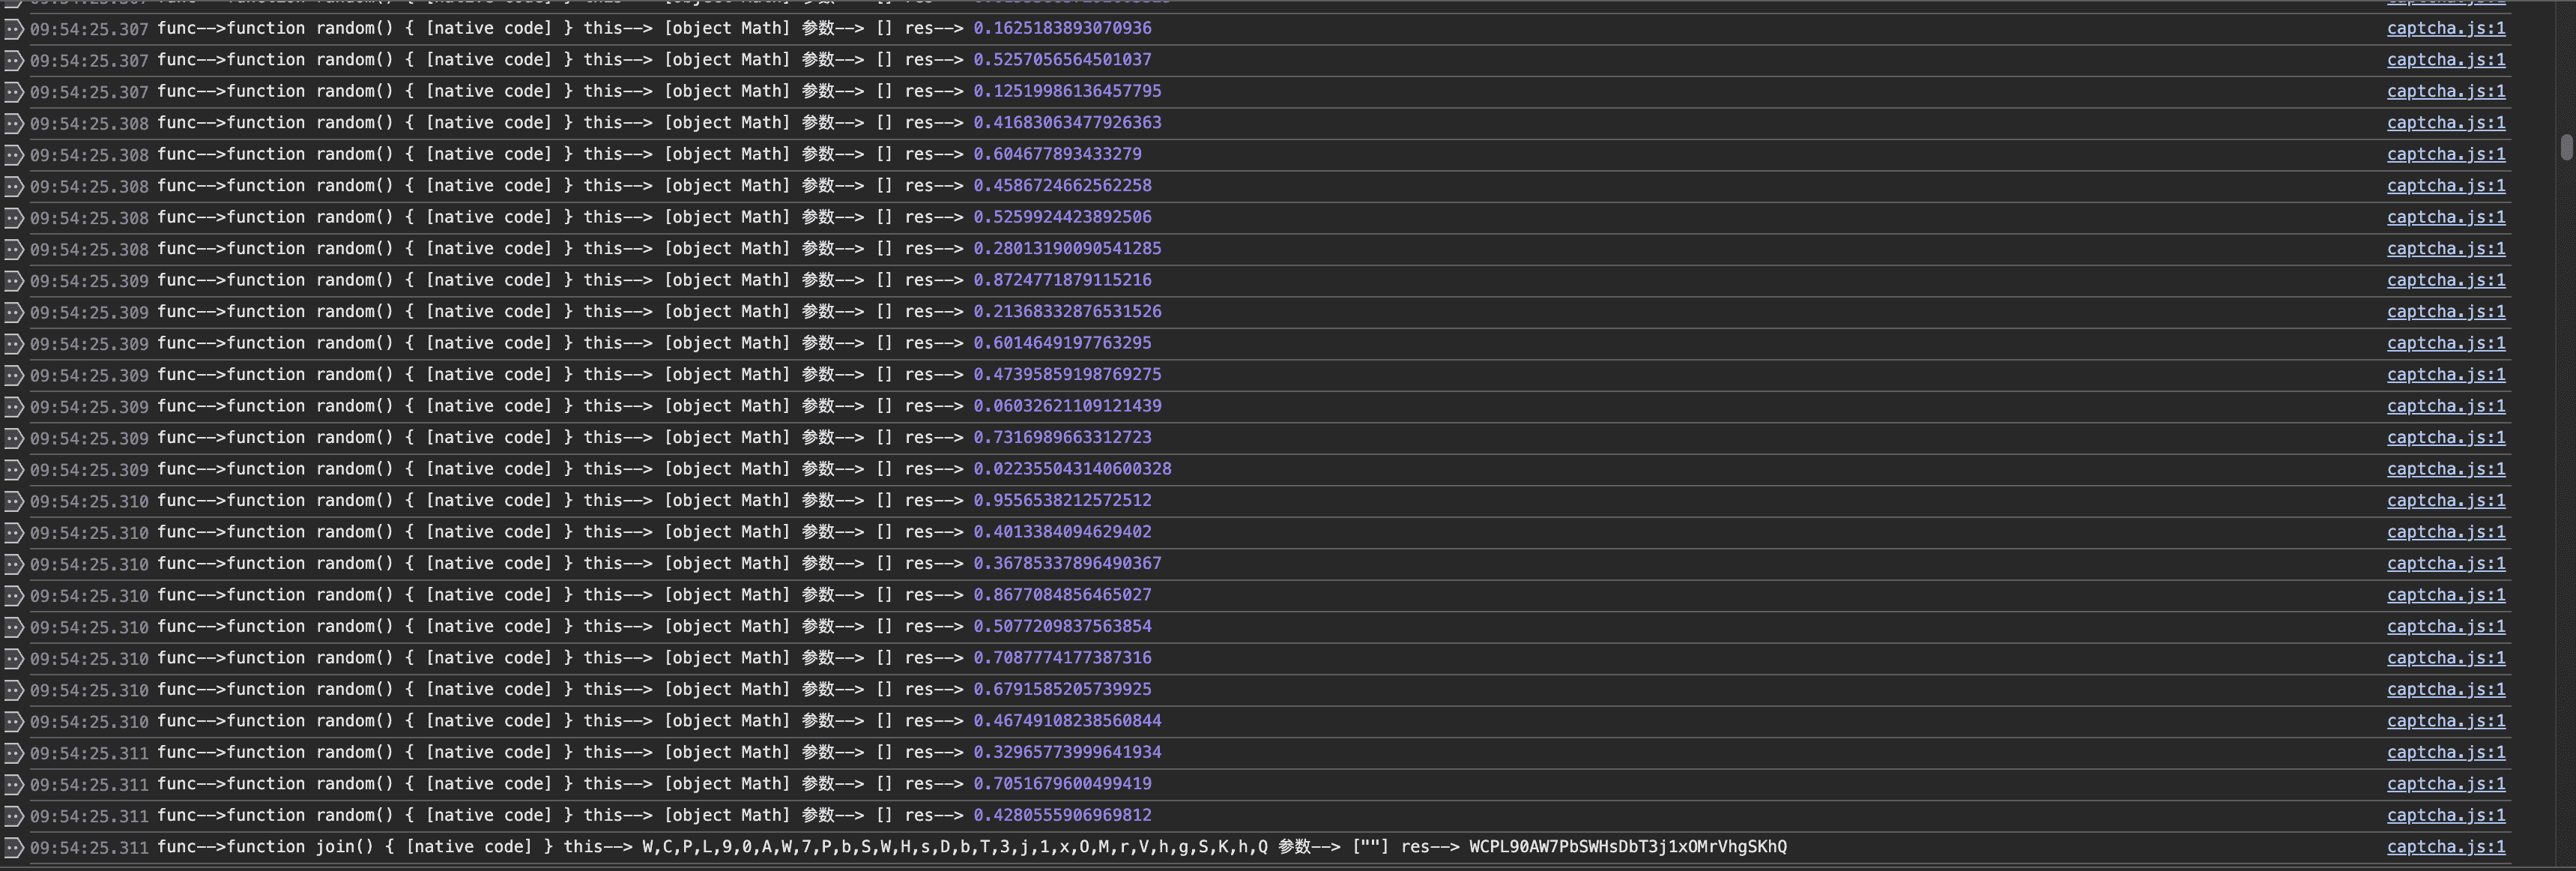 09:54:25.307 func-->function random() { [native code] } this--> [object Math] 参数--> [] res--> 0.1625183893070936 captcha.js:1
09:54:25.307 func-->function random() { [native code] } this--> [object Math] 参数--> [] res--> 0.5257056564501037 captcha.js:1
09:54:25.307 func-->function random() { [native code] } this--> [object Math] 参数--> [] res--> 0.12519986136457795 captcha.js:1
09:54:25.308 func-->function random() { [native code] } this--> [object Math] 参数--> [] res--> 0.41683063477926363 captcha.js:1
09:54:25.308 func-->function random() { [native code] } this--> [object Math] 参数--> [] res--> 0.604677893433279 captcha.js:1
09:54:25.308 func-->function random() { [native code] } this--> [object Math] 参数--> [] res--> 0.4586724662562258 captcha.js:1
09:54:25.308 func-->function random() { [native code] } this--> [object Math] 参数--> [] res--> 0.5259924423892506 captcha.js:1
09:54:25.308 func-->function random() { [native code] } this--> [object Math] 参数--> [] res--> 0.28013190090541285 captcha.js:1
09:54:25.309 func-->function random() { [native code] } this--> [object Math] 参数--> [] res--> 0.8724771879115216 captcha.js:1
09:54:25.309 func-->function random() { [native code] } this--> [object Math] 参数--> [] res--> 0.21368332876531526 captcha.js:1
09:54:25.309 func-->function random() { [native code] } this--> [object Math] 参数--> [] res--> 0.6014649197763295 captcha.js:1
09:54:25.309 func-->function random() { [native code] } this--> [object Math] 参数--> [] res--> 0.47395859198769275 captcha.js:1
09:54:25.309 func-->function random() { [native code] } this--> [object Math] 参数--> [] res--> 0.06032621109121439 captcha.js:1
09:54:25.309 func-->function random() { [native code] } this--> [object Math] 参数--> [] res--> 0.7316989663312723 captcha.js:1
09:54:25.309 func-->function random() { [native code] } this--> [object Math] 参数--> [] res--> 0.022355043140600328 captcha.js:1
09:54:25.310 func-->function random() { [native code] } this--> [object Math] 参数--> [] res--> 0.9556538212572512 captcha.js:1
09:54:25.310 func-->function random() { [native code] } this--> [object Math] 参数--> [] res--> 0.4013384094629402 captcha.js:1
09:54:25.310 func-->function random() { [native code] } this--> [object Math] 参数--> [] res--> 0.36785337896490367 captcha.js:1
09:54:25.310 func-->function random() { [native code] } this--> [object Math] 参数--> [] res--> 0.8677084856465027 captcha.js:1
09:54:25.310 func-->function random() { [native code] } this--> [object Math] 参数--> [] res--> 0.5077209837563854 captcha.js:1
09:54:25.310 func-->function random() { [native code] } this--> [object Math] 参数--> [] res--> 0.7087774177387316 captcha.js:1
09:54:25.310 func-->function random() { [native code] } this--> [object Math] 参数--> [] res--> 0.6791585205739925 captcha.js:1
09:54:25.310 func-->function random() { [native code] } this--> [object Math] 参数--> [] res--> 0.46749108238560844 captcha.js:1
09:54:25.311 func-->function random() { [native code] } this--> [object Math] 参数--> [] res--> 0.32965773999641934 captcha.js:1
09:54:25.311 func-->function random() { [native code] } this--> [object Math] 参数--> [] res--> 0.7051679600499419 captcha.js:1
09:54:25.311 func-->function random() { [native code] } this--> [object Math] 参数--> [] res--> 0.4280555906969812 captcha.js:1
09:54:25.311 func-->function join() { [native code] } this--> W,C,P,L,9,0,A,W,7,P,b,S,W,H,s,D,b,T,3,j,1,x,O,M,r,V,h,g,S,K,h,Q 参数--> [""] res--> WCPL90AW7PbSWHsDbT3j1xOMrVhgSKhQ captcha.js:1